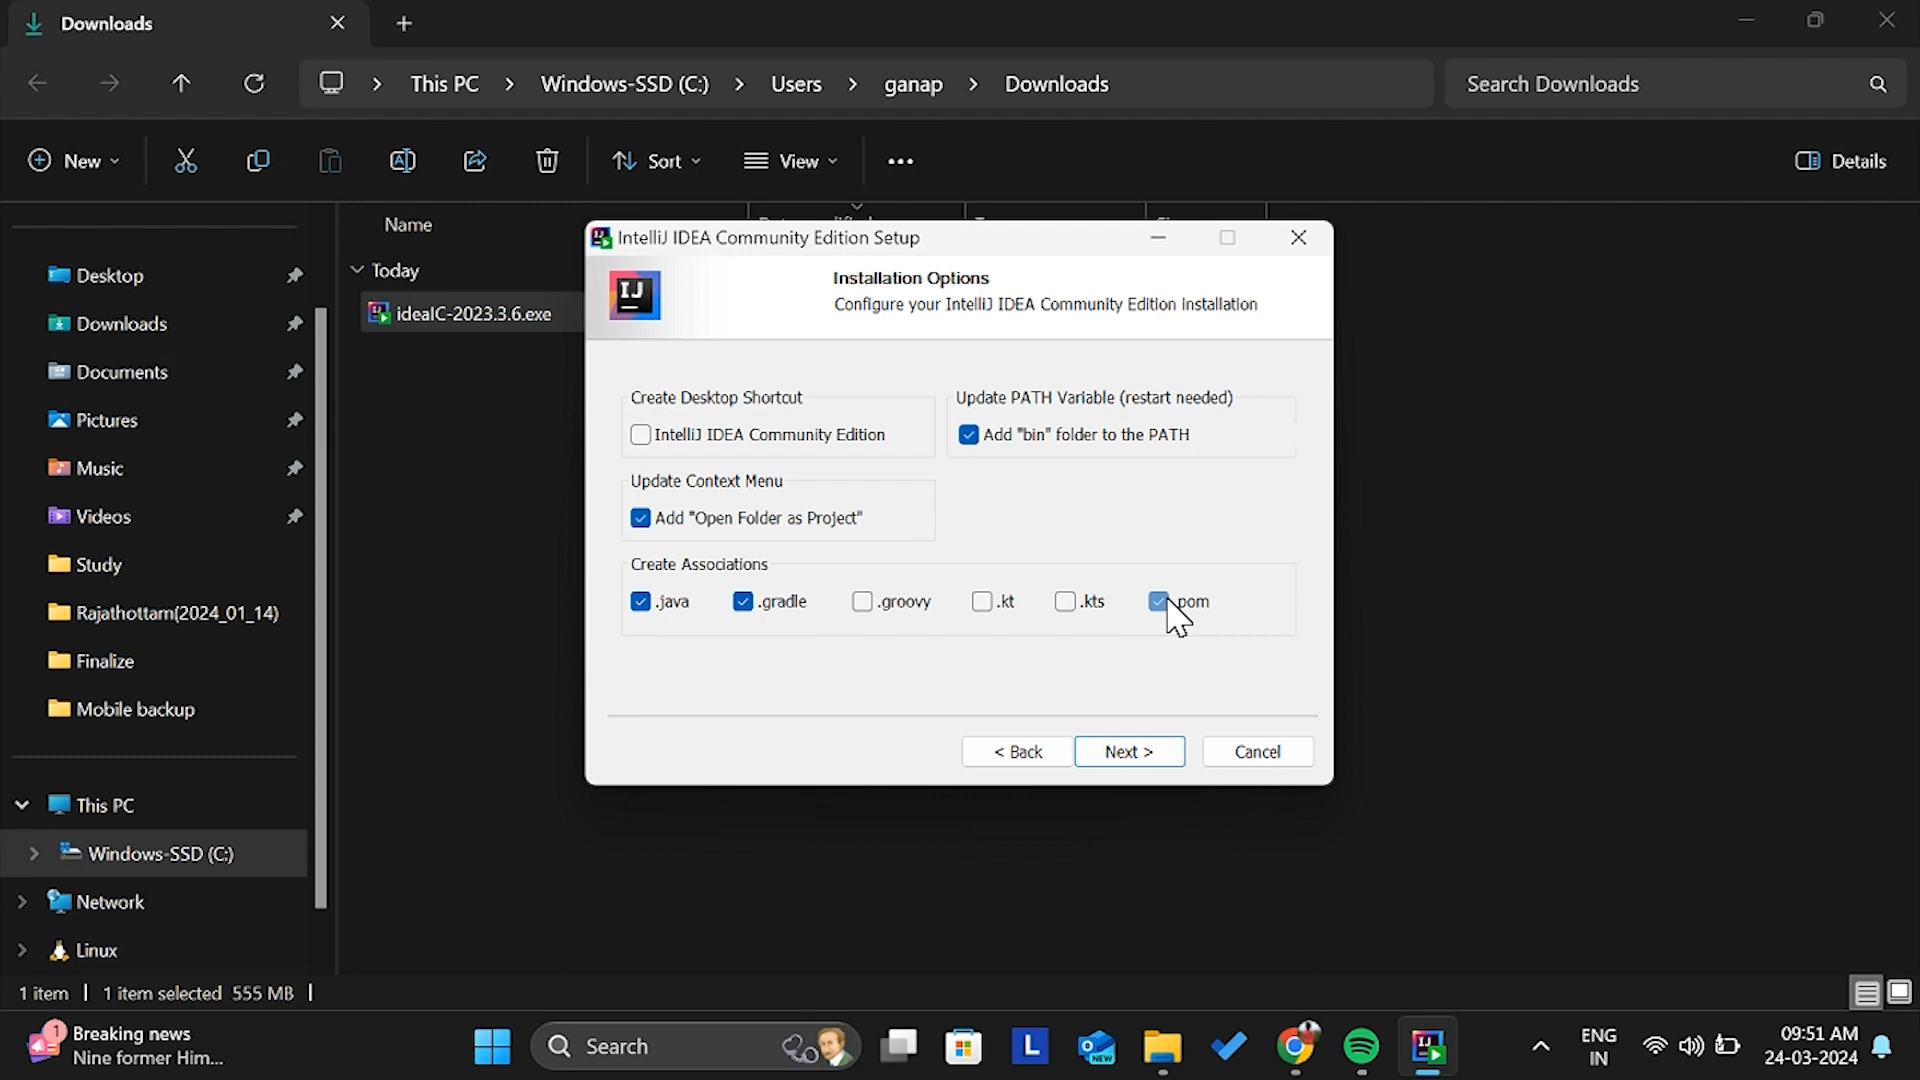 Downloads
This PC > Windows-SSD (C:) > Users > ganap > Downloads
Search Downloads
New
Sort
View
Details
Name
Desktop
Downloads
Documents
Pictures
Music
Videos
Study
Rajathottam(2024_01_14)
Finalize
Mobile backup
This PC
Windows-SSD (C:)
Network
Linux
Today
idealC-2023.3.6.exe
IntelliJ IDEA Community Edition Setup
IJ
Installation Options
Configure your IntelliJ IDEA Community Edition installation
Create Desktop Shortcut
IntelliJ IDEA Community Edition
Update PATH Variable (restart needed)
Add "bin" folder to the PATH
Update Context Menu
Add "Open Folder as Project"
Create Associations
.java
.gradle
.groovy
.kt
.kts
pom
< Back
Next >
Cancel
1 item
1 item selected 555 MB
1
Breaking news
Nine former Him...
Search
L
NEW
IJ
ENG
IN
09:51 AM
24-03-2024